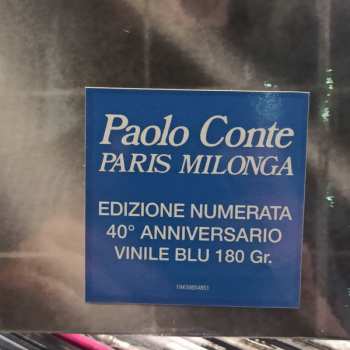 Paolo Conte
PARIS MILONGA
EDIZIONE NUMERATA
40° ANNIVERSARIO
VINILE BLU 180 Gr.